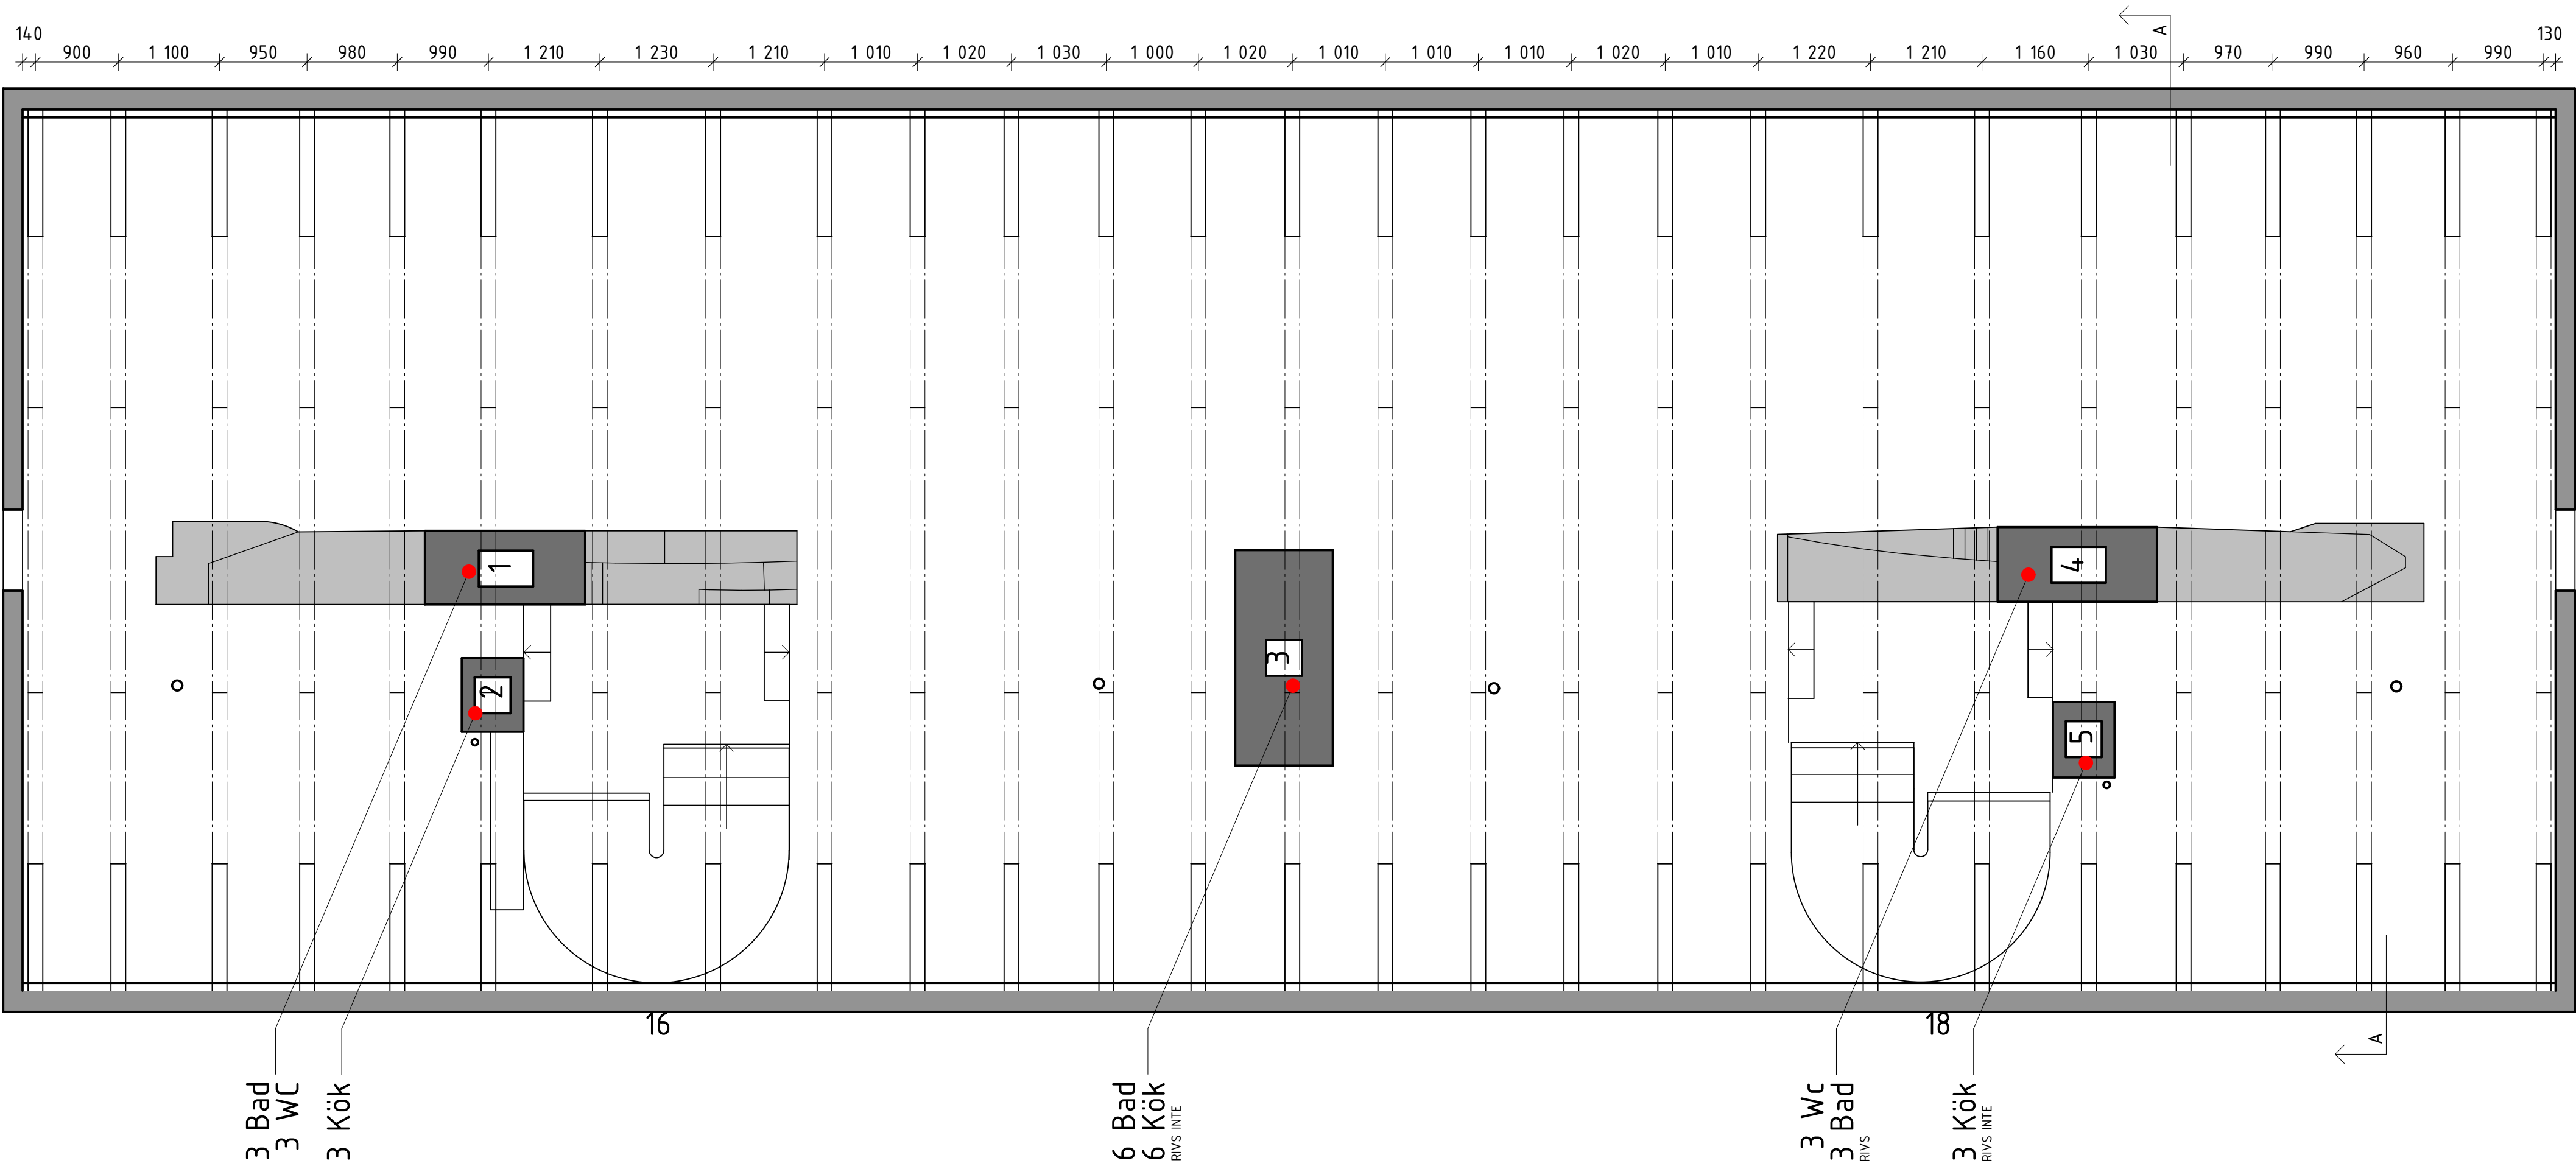 140
900 1 100 950 980 990 1 210 1 230 1 210 1 010 1 020 1 030 1 000 1 020 1 010 1 010 1 010 1 020 1 010 1 220 1 210 1 160 1 030 970 990 960 990
130
A
1
2
3
4
5
16
18
A
3 Bad
3 WC
3 Kök
6 Bad
6 Kök
RIVS INTE
3 Wc
3 Bad
RIVS
3 Kök
RIVS INTE